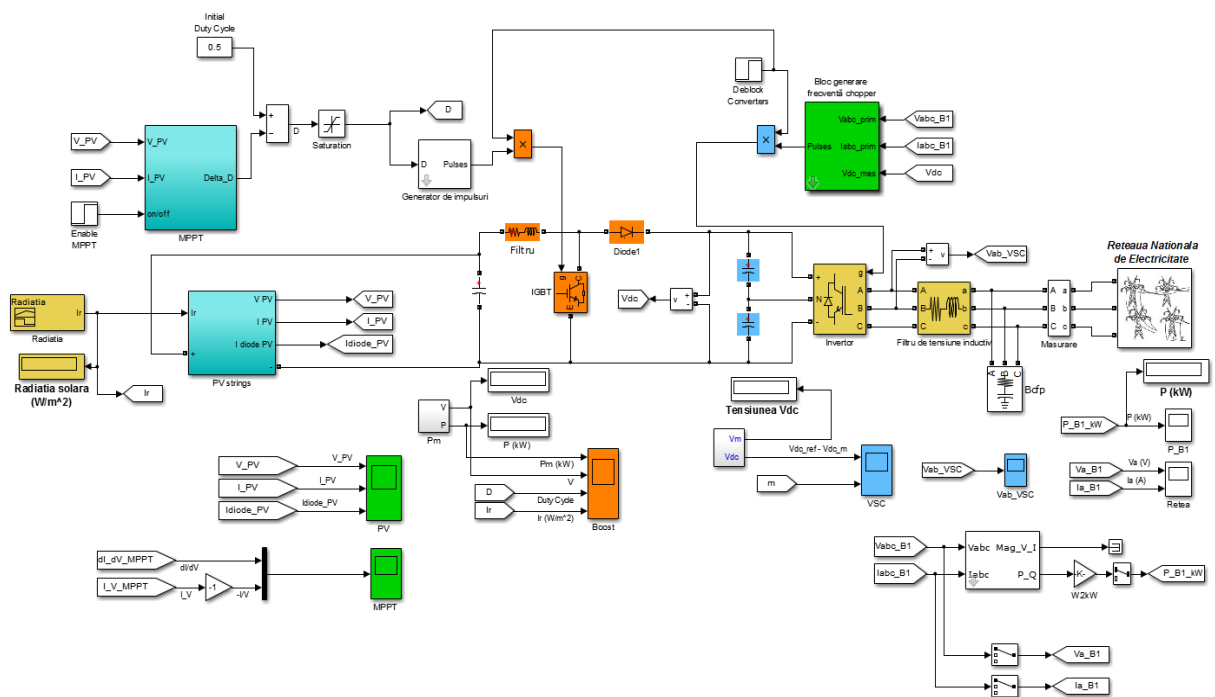 Initial
Duty Cycle
0.5
+
−
D
Saturation
D
D
Pulses
Generator de impulsuri
V_PV
I_PV
Enable
MPPT
V_PV
I_PV
on/off
Delta_D
MPPT
×
Deblock
Converters
×
Bloc generare
frecventă chopper
Vabc_prim
Pulses
Iabc_prim
Vdc_mes
Vabc_B1
Iabc_B1
Vdc
Filtru
Diode1
IGBT
g
C
E
Vdc
v
+
-
+
N
-
g
A
B
C
Invertor
+
-
v
Vab_VSC
A
B
C
a
b
c
Filtru de tensiune inductiv
A
B
C
a
b
c
Masurare
Reteaua Nationala
de Electricitate
A
B
C
Bcfp
Radiatia
Ir
Radiatia
Radiatia solara
(W/m^2)
Ir
Ir
+
V PV
I PV
I diode PV
-
PV strings
V_PV
I_PV
Idiode_PV
V
P
Pm
Vdc
P (kW)
Pm (kW)
V
D
Duty Cycle
Ir
Ir (W/m^2)
Boost
Tensiunea Vdc
Vm
Vdc
Vdc_ref - Vdc_m
m
VSC
Vab_VSC
Vab_VSC
P (kW)
P_B1_kW
P (kW)
P_B1
Va_B1
Va (V)
Ia_B1
Ia (A)
Retea
V_PV
V_PV
I_PV
I_PV
Idiode_PV
Idiode_PV
PV
dI_dV_MPPT
dI/dV
I_V_MPPT
I_V
-1
-I/V
MPPT
Vabc_B1
Iabc_B1
Vabc
Mag_V_I
Iabc
P_Q
K-
W2kW
P_B1_kW
Va_B1
Ia_B1